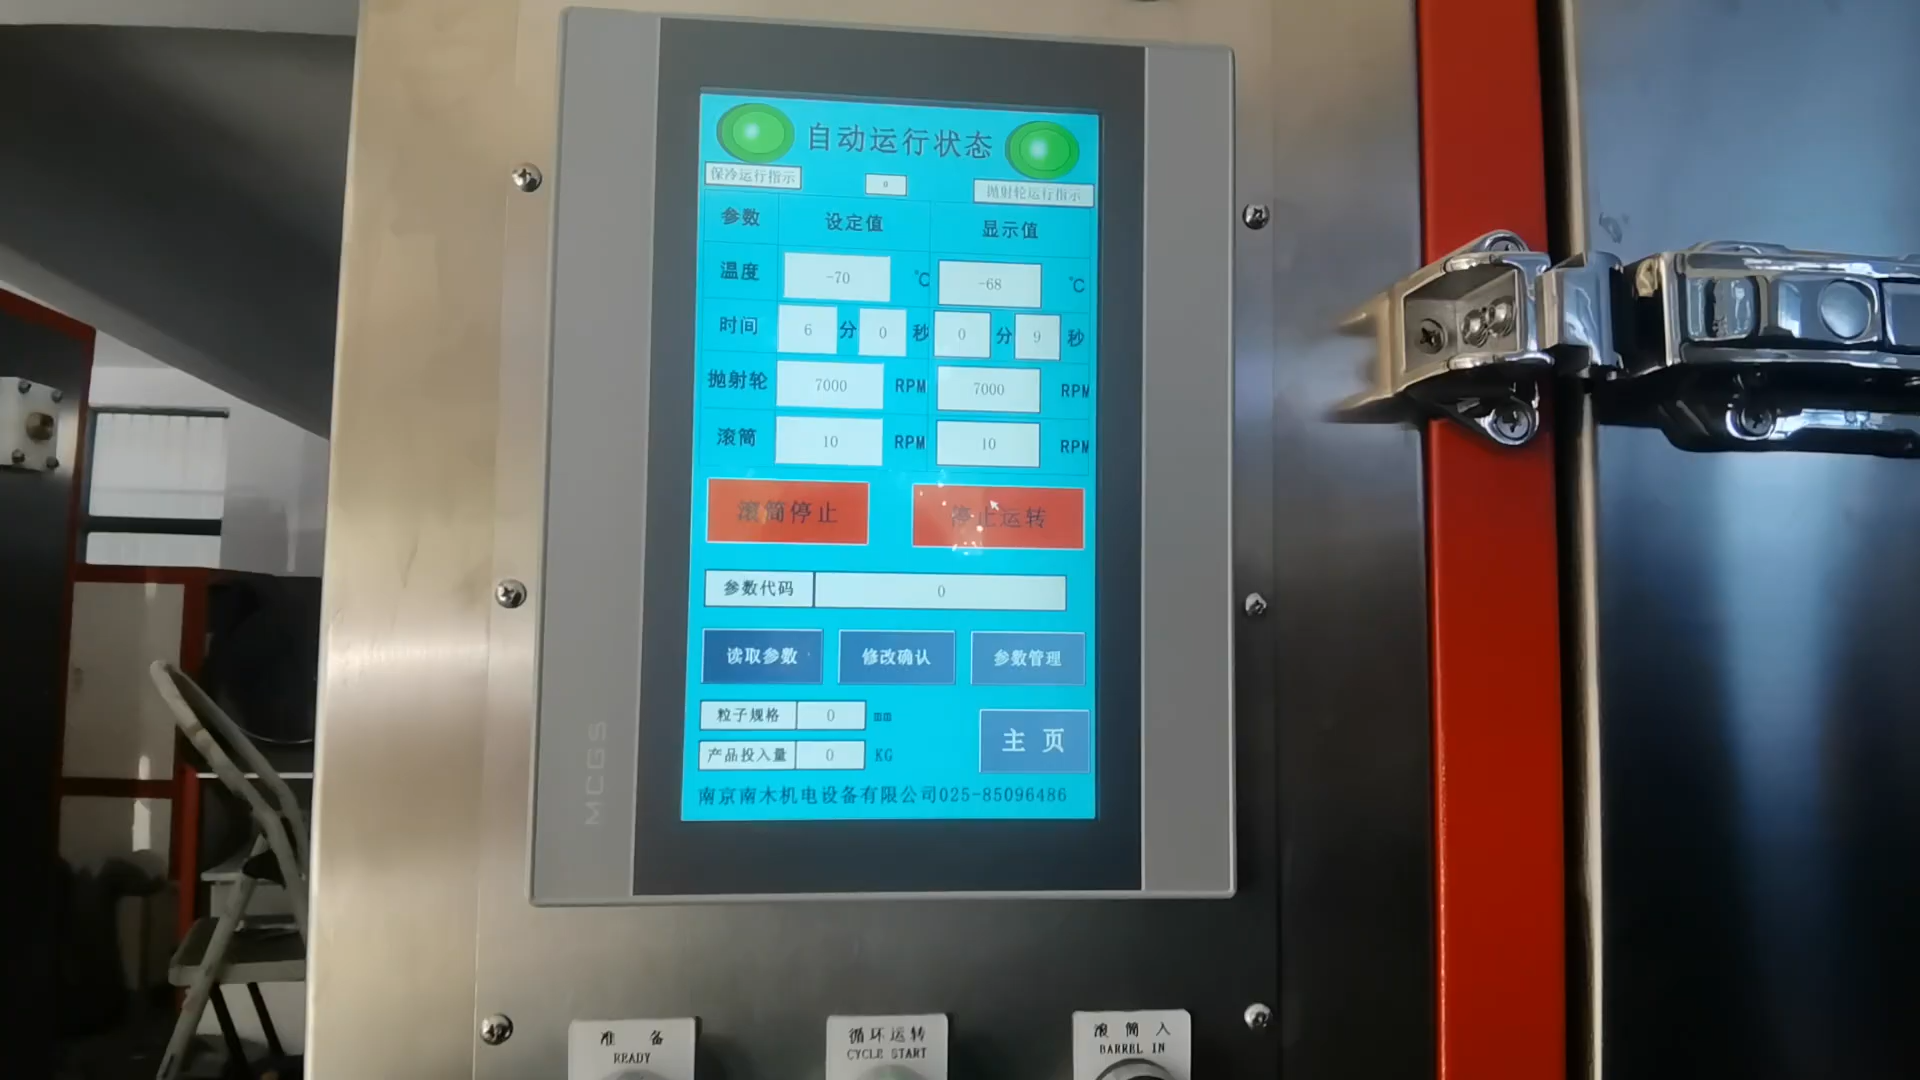 自动运行状态
保冷运行指示
0
抛射轮运行指示
参数 设定值 显示值
温度 -70 ℃ -68 ℃
时间 6 分 0 秒 0 分 9 秒
抛射轮 7000 RPM 7000 RPM
滚筒 10 RPM 10 RPM
滚筒停止 停止运转
参数代码 0
读取参数 修改确认 参数管理
粒子规格 0 mm
产品投入量 0 KG
主 页
南京南木机电设备有限公司025-85096486
MCGS
准 备
READY
循环运转
CYCLE START
滚筒入
BARREL IN